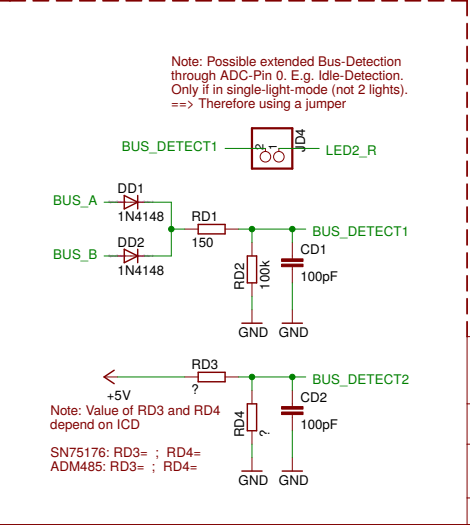 Note: Possible extended Bus-Detection
through ADC-Pin 0. E.g. Idle-Detection.
Only if in single-light-mode (not 2 lights).
==> Therefore using a jumper
BUS_DETECT1
2
1
JD4
LED2_R
BUS_A
DD1
1N4148
RD1
150
BUS_DETECT1
BUS_B
DD2
1N4148
RD2
100k
CD1
100pF
GND
GND
RD3
?
BUS_DETECT2
+5V
RD4
?
CD2
100pF
Note: Value of RD3 and RD4
depend on ICD
SN75176: RD3= ; RD4=
ADM485: RD3= ; RD4=
GND
GND